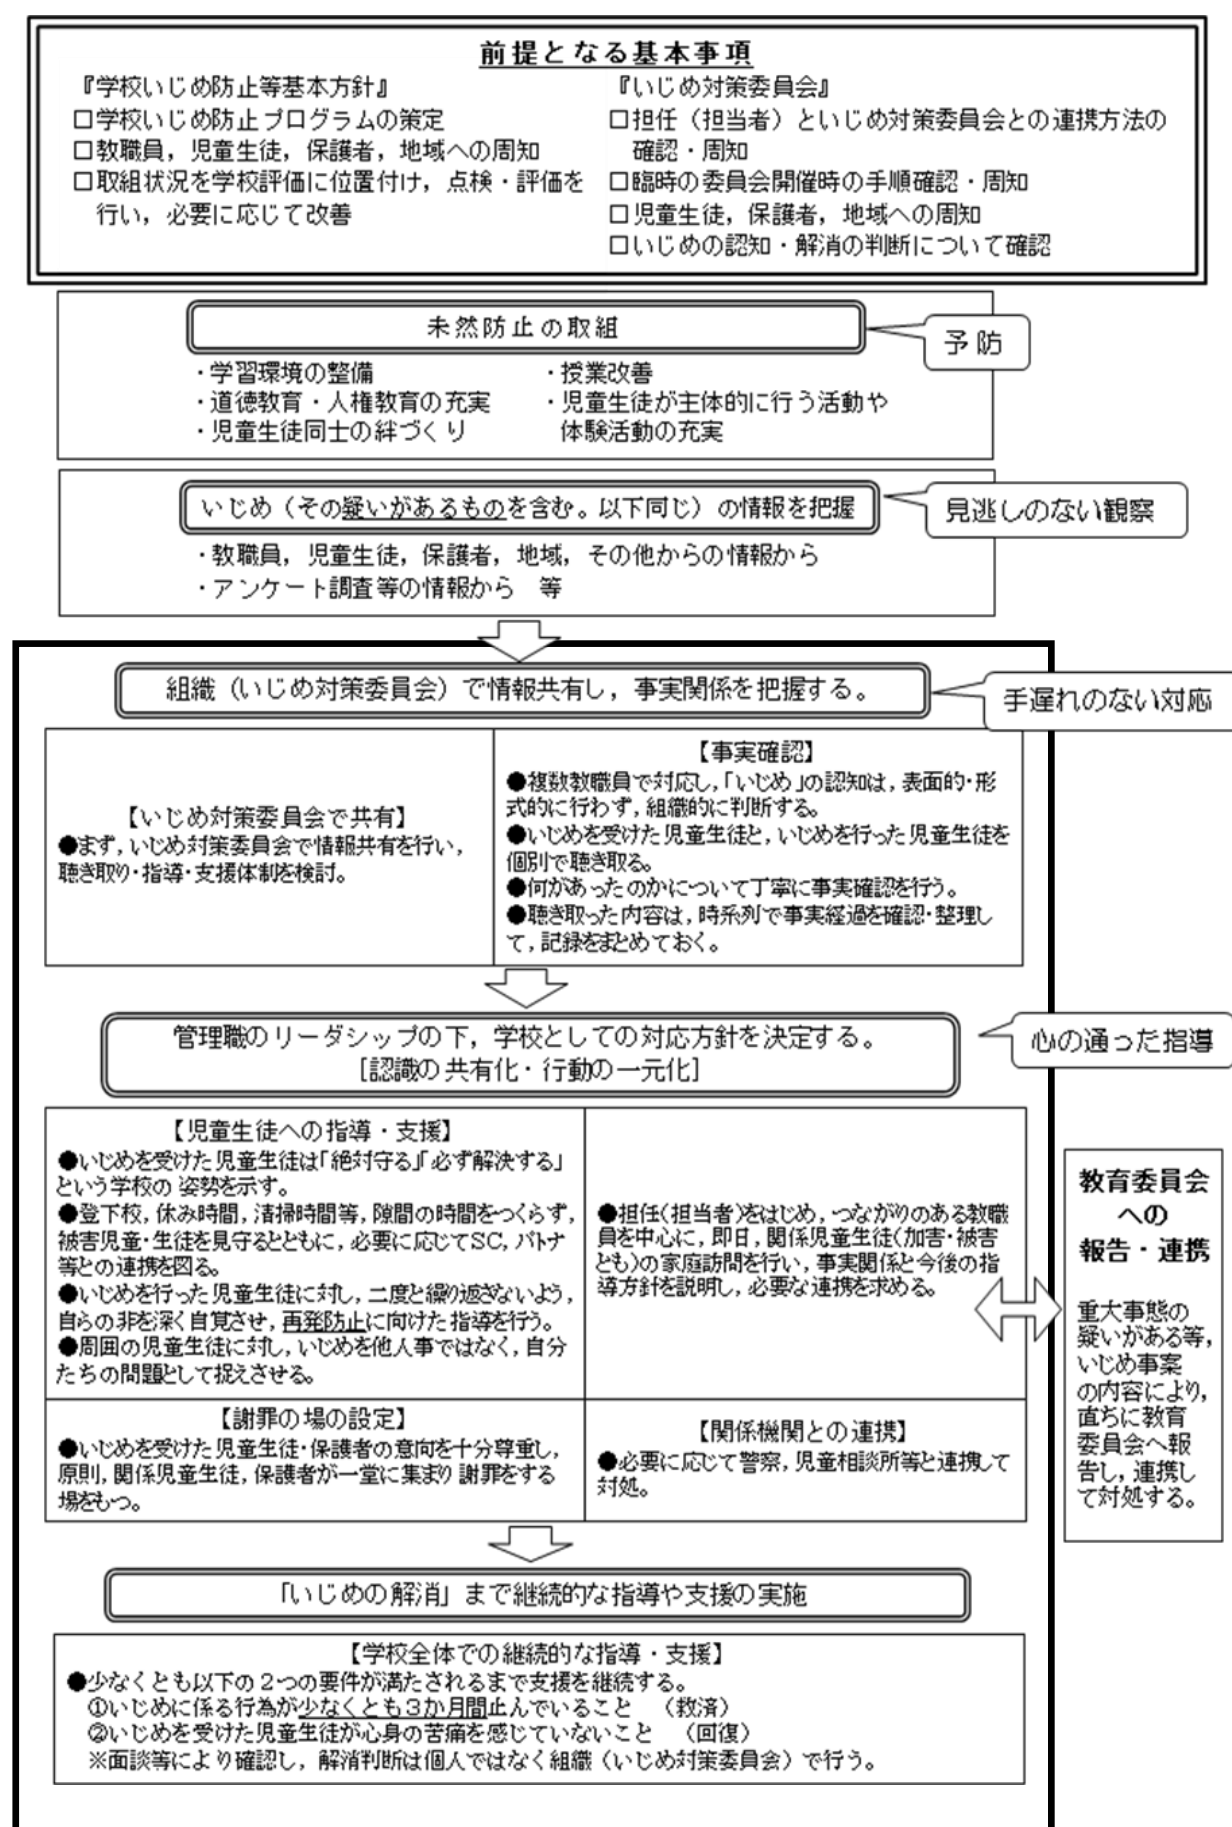 前提となる基本事項
『学校いじめ防止等基本方針』
□学校いじめ防止プログラムの策定
□教職員，児童生徒，保護者，地域への周知
□取組状況を学校評価に位置付け，点検・評価を
行い，必要に応じて改善
『いじめ対策委員会』
□担任（担当者）といじめ対策委員会との連携方法の
確認・周知
□臨時の委員会開催時の手順確認・周知
□児童生徒，保護者，地域への周知
□いじめの認知・解消の判断について確認
未然防止の取組
予防
・学習環境の整備
・道徳教育・人権教育の充実
・児童生徒同士の絆づくり
・授業改善
・児童生徒が主体的に行う活動や
体験活動の充実
いじめ（その疑いがあるものを含む。以下同じ）の情報を把握
見逃しのない観察
・教職員，児童生徒，保護者，地域，その他からの情報から
・アンケート調査等の情報から　等
組織（いじめ対策委員会）で情報共有し，事実関係を把握する。
手遅れのない対応
【いじめ対策委員会で共有】
●まず，いじめ対策委員会で情報共有を行い，
聴き取り・指導・支援体制を検討。
【事実確認】
●複数教職員で対応し，「いじめ」の認知は，表面的・形
式的に行わず，組織的に判断する。
●いじめを受けた児童生徒と，いじめを行った児童生徒を
個別で聴き取る。
●何があったのかについて丁寧に事実確認を行う。
●聴き取った内容は，時系列で事実経過を確認・整理し
て，記録をまとめておく。
管理職のリーダシップの下，学校としての対応方針を決定する。
［認識の共有化・行動の一元化］
心の通った指導
【児童生徒への指導・支援】
●いじめを受けた児童生徒は「絶対守る」「必ず解決する」
という学校の姿勢を示す。
●登下校，休み時間，清掃時間等，隙間の時間をつくらず，
被害児童・生徒を見守るとともに，必要に応じてSC，パトナ
等との連携を図る。
●いじめを行った児童生徒に対し，二度と繰り返さないよう，
自らの非を深く自覚させ，再発防止に向けた指導を行う。
●周囲の児童生徒に対し，いじめを他人事ではなく，自分
たちの問題として捉えさせる。
●担任（担当者）をはじめ，つながりのある教職
員を中心に，即日，関係児童生徒（加害・被害
とも）の家庭訪問を行い，事実関係と今後の指
導方針を説明し，必要な連携を求める。
教育委員会
への
報告・連携
重大事態の
疑いがある等，
いじめ事案
の内容により，
直ちに教育
委員会へ報
告し，連携し
て対処する。
【謝罪の場の設定】
●いじめを受けた児童生徒・保護者の意向を十分尊重し，
原則，関係児童生徒，保護者が一堂に集まり謝罪をする
場をもつ。
【関係機関との連携】
●必要に応じて警察，児童相談所等と連携して
対処。
「いじめの解消」まで継続的な指導や支援の実施
【学校全体での継続的な指導・支援】
●少なくとも以下の２つの要件が満たされるまで支援を継続する。
①いじめに係る行為が少なくとも３か月間止んでいること　（救済）
②いじめを受けた児童生徒が心身の苦痛を感じていないこと　（回復）
※面談等により確認し，解消判断は個人ではなく組織（いじめ対策委員会）で行う。